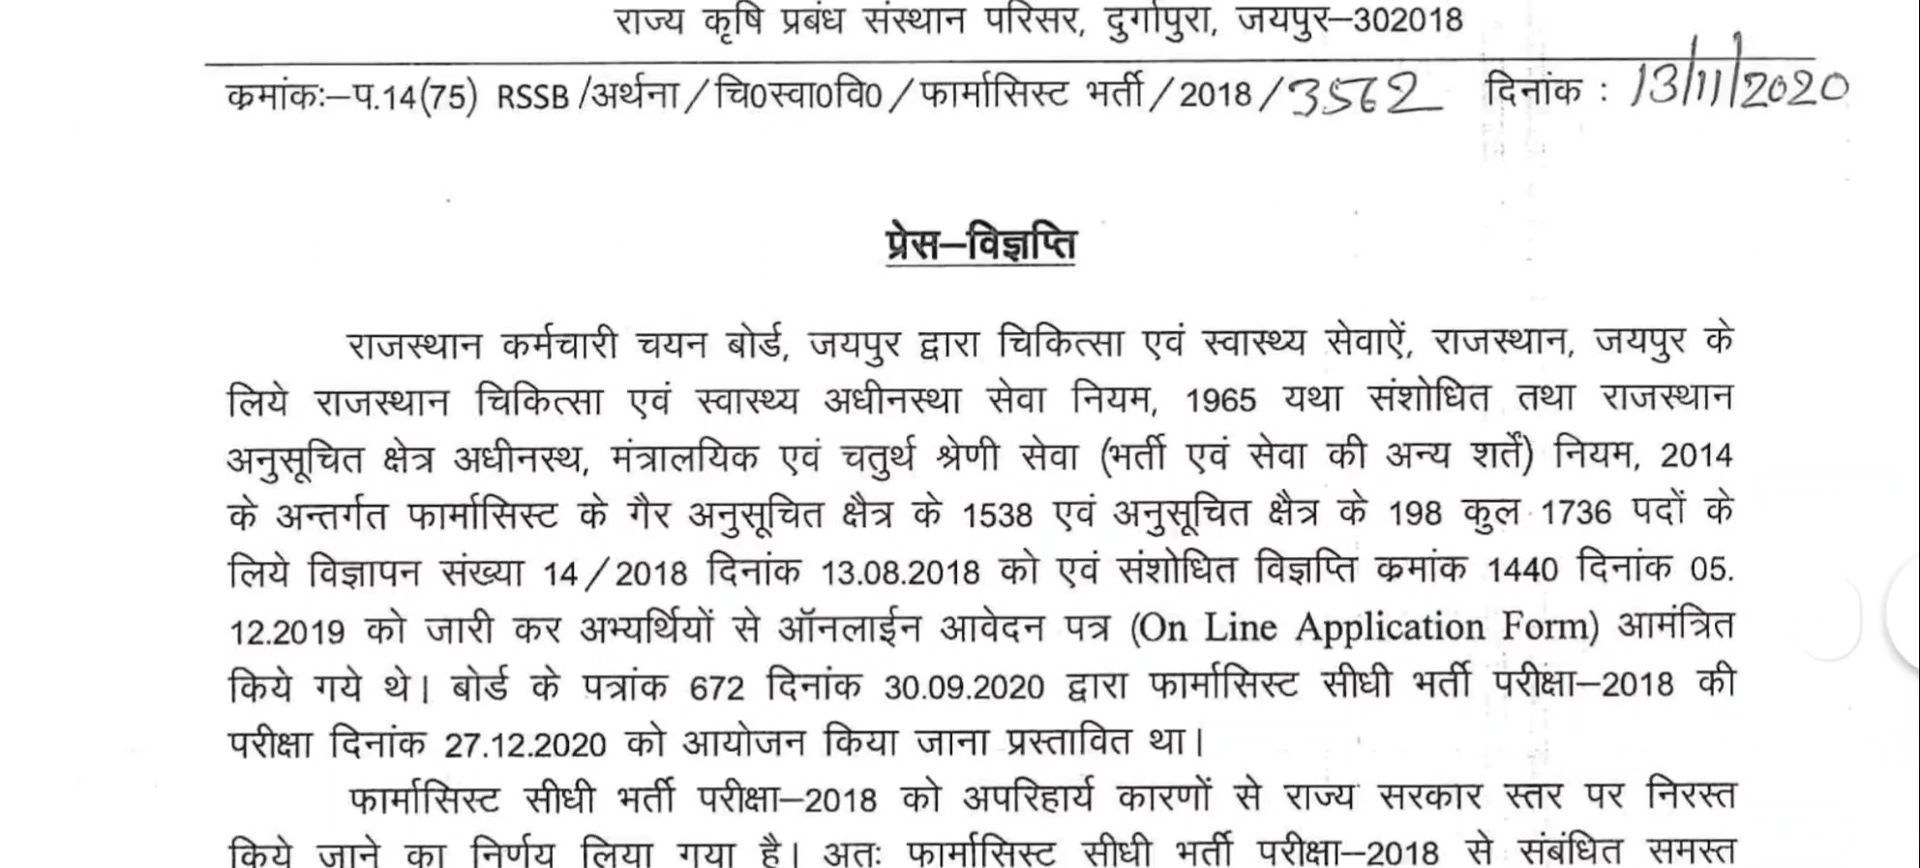 राज्य कृषि प्रबंध संस्थान परिसर, दुर्गापुरा, जयपुर–302018
क्रमांकः–प.14(75) RSSB/अर्थना/चि0स्वा0वि0/फार्मासिस्ट भर्ती/2018/3562 दिनांक : 13/11/2020
प्रेस–विज्ञप्ति
राजस्थान कर्मचारी चयन बोर्ड, जयपुर द्वारा चिकित्सा एवं स्वास्थ्य सेवाऐं, राजस्थान, जयपुर के
लिये राजस्थान चिकित्सा एवं स्वास्थ्य अधीनस्था सेवा नियम, 1965 यथा संशोधित तथा राजस्थान
अनुसूचित क्षेत्र अधीनस्थ, मंत्रालयिक एवं चतुर्थ श्रेणी सेवा (भर्ती एवं सेवा की अन्य शर्तें) नियम, 2014
के अन्तर्गत फार्मासिस्ट के गैर अनुसूचित क्षैत्र के 1538 एवं अनुसूचित क्षैत्र के 198 कुल 1736 पदों के
लिये विज्ञापन संख्या 14/2018 दिनांक 13.08.2018 को एवं संशोधित विज्ञप्ति क्रमांक 1440 दिनांक 05.
12.2019 को जारी कर अभ्यर्थियों से ऑनलाईन आवेदन पत्र (On Line Application Form) आमंत्रित
किये गये थे। बोर्ड के पत्रांक 672 दिनांक 30.09.2020 द्वारा फार्मासिस्ट सीधी भर्ती परीक्षा–2018 की
परीक्षा दिनांक 27.12.2020 को आयोजन किया जाना प्रस्तावित था।
फार्मासिस्ट सीधी भर्ती परीक्षा–2018 को अपरिहार्य कारणों से राज्य सरकार स्तर पर निरस्त
किये जाने का निर्णय लिया गया है। अतः फार्मासिस्ट सीधी भर्ती परीक्षा–2018 से संबंधित समस्त